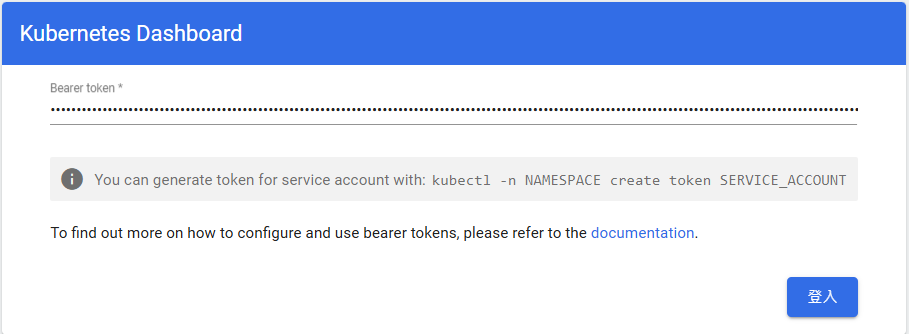 Kubernetes Dashboard
Bearer token *
You can generate token for service account with: kubectl -n NAMESPACE create token SERVICE_ACCOUNT
To find out more on how to configure and use bearer tokens, please refer to the documentation.
登入